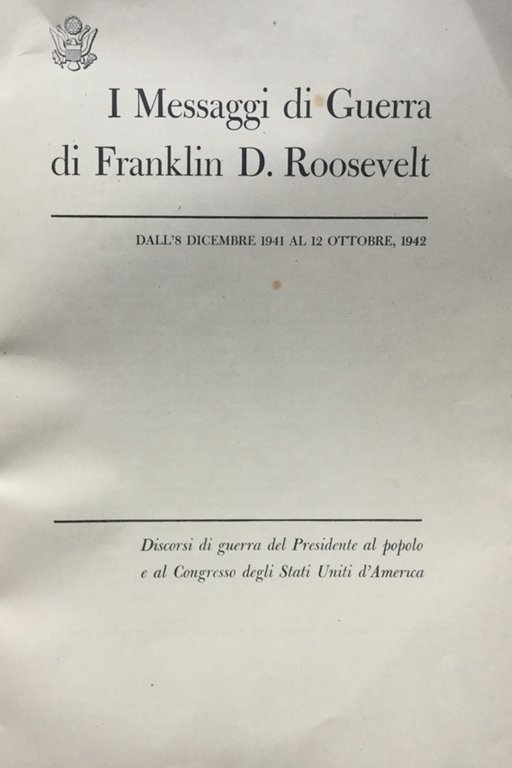 I Messaggi di Guerra
di Franklin D. Roosevelt
DALL'8 DICEMBRE 1941 AL 12 OTTOBRE, 1942
Discorsi di guerra del Presidente al popolo
e al Congresso degli Stati Uniti d'America